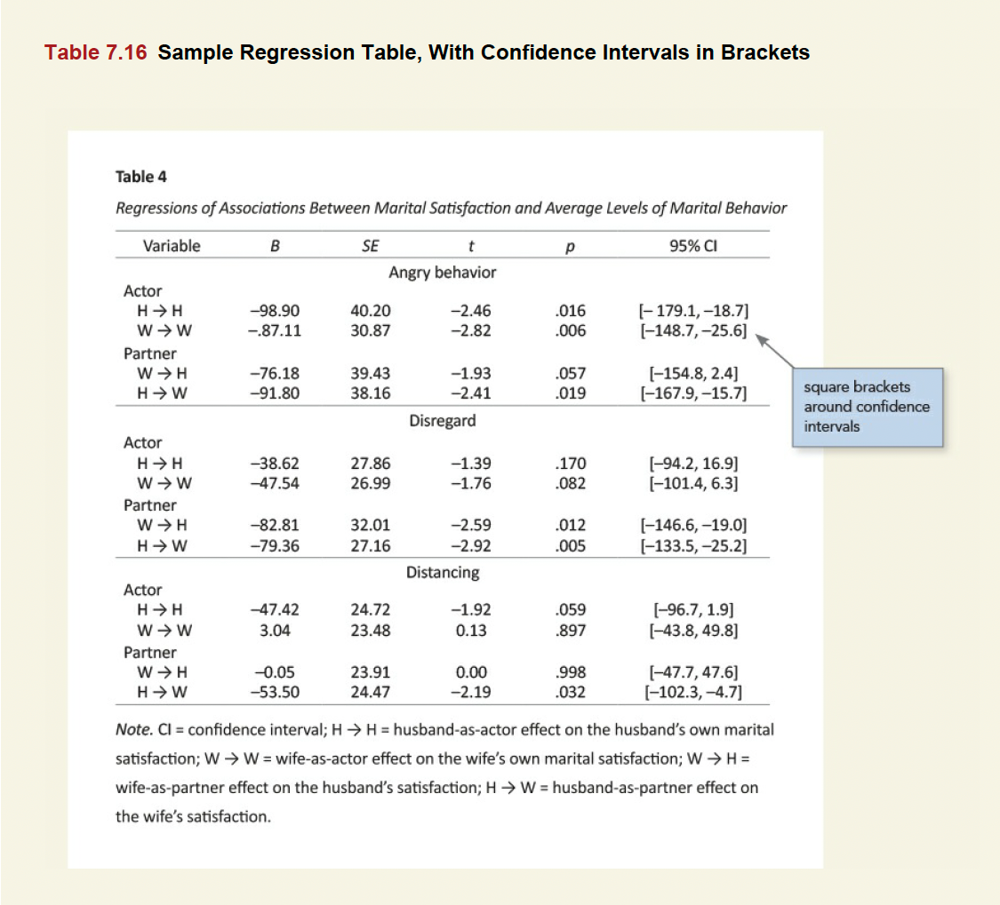 Table 7.16 Sample Regression Table, With Confidence Intervals in Brackets
Table 4
Regressions of Associations Between Marital Satisfaction and Average Levels of Marital Behavior
Variable B SE t p 95% CI
Angry behavior
Actor
H → H −98.90 40.20 −2.46 .016 [− 179.1, −18.7]
W → W −.87.11 30.87 −2.82 .006 [−148.7, −25.6]
Partner
W → H −76.18 39.43 −1.93 .057 [−154.8, 2.4]
H → W −91.80 38.16 −2.41 .019 [−167.9, −15.7]
square brackets
around confidence
intervals
Disregard
Actor
H → H −38.62 27.86 −1.39 .170 [−94.2, 16.9]
W → W −47.54 26.99 −1.76 .082 [−101.4, 6.3]
Partner
W → H −82.81 32.01 −2.59 .012 [−146.6, −19.0]
H → W −79.36 27.16 −2.92 .005 [−133.5, −25.2]
Distancing
Actor
H → H −47.42 24.72 −1.92 .059 [−96.7, 1.9]
W → W 3.04 23.48 0.13 .897 [−43.8, 49.8]
Partner
W → H −0.05 23.91 0.00 .998 [−47.7, 47.6]
H → W −53.50 24.47 −2.19 .032 [−102.3, −4.7]
Note. CI = confidence interval; H → H = husband-as-actor effect on the husband’s own marital
satisfaction; W → W = wife-as-actor effect on the wife’s own marital satisfaction; W → H =
wife-as-partner effect on the husband’s satisfaction; H → W = husband-as-partner effect on
the wife’s satisfaction.